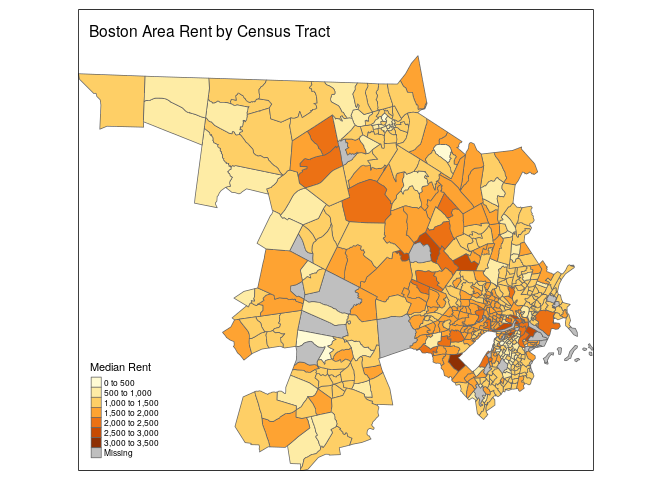 Boston Area Rent by Census Tract
Median Rent
0 to 500
500 to 1,000
1,000 to 1,500
1,500 to 2,000
2,000 to 2,500
2,500 to 3,000
3,000 to 3,500
Missing